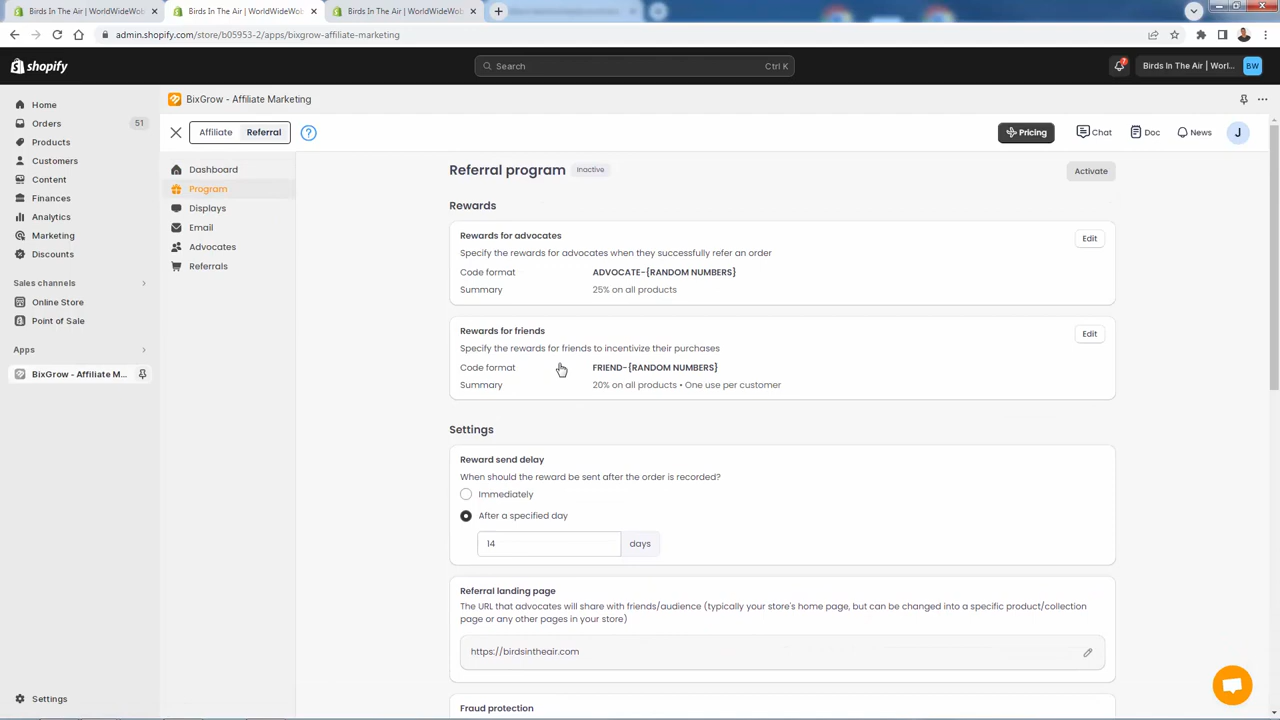 Birds In The Air | WorldWideWob
Birds In The Air | WorldWideWob
Birds In The Air | WorldWideWob
admin.shopify.com/store/b05953-2/apps/bixgrow-affiliate-marketing
shopify
Search
Ctrl K
7
Birds In The Air | Worl...
BW
Home
Orders
51
Products
Customers
Content
Finances
Analytics
Marketing
Discounts
Sales channels
Online Store
Point of Sale
Apps
BixGrow - Affiliate M...
Settings
BixGrow - Affiliate Marketing
Affiliate
Referral
?
Pricing
Chat
Doc
News
J
Dashboard
Program
Displays
Email
Advocates
Referrals
Referral program
Inactive
Activate
Rewards
Rewards for advocates
Edit
Specify the rewards for advocates when they successfully refer an order
Code format
ADVOCATE-{RANDOM NUMBERS}
Summary
25% on all products
Rewards for friends
Edit
Specify the rewards for friends to incentivize their purchases
Code format
FRIEND-{RANDOM NUMBERS}
Summary
20% on all products • One use per customer
Settings
Reward send delay
When should the reward be sent after the order is recorded?
Immediately
After a specified day
14
days
Referral landing page
The URL that advocates will share with friends/audience (typically your store's home page, but can be changed into a specific product/collection
page or any other pages in your store)
https://birdsintheair.com
Fraud protection